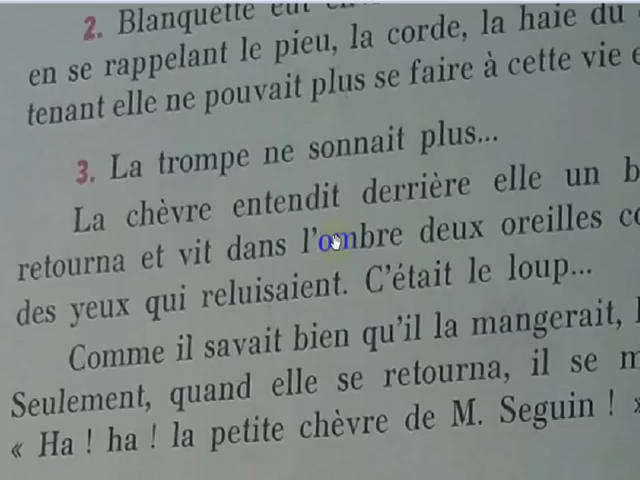 2. Blanquette eut
en se rappelant le pieu, la corde, la haie du
tenant elle ne pouvait plus se faire à cette vie
3. La trompe ne sonnait plus...
La chèvre entendit derrière elle un
retourna et vit dans l'ombre deux oreilles
des yeux qui reluisaient. C'était le loup...
Comme il savait bien qu'il la mangerait,
Seulement, quand elle se retourna, il se
« Ha ! ha ! la petite chèvre de M. Seguin ! »